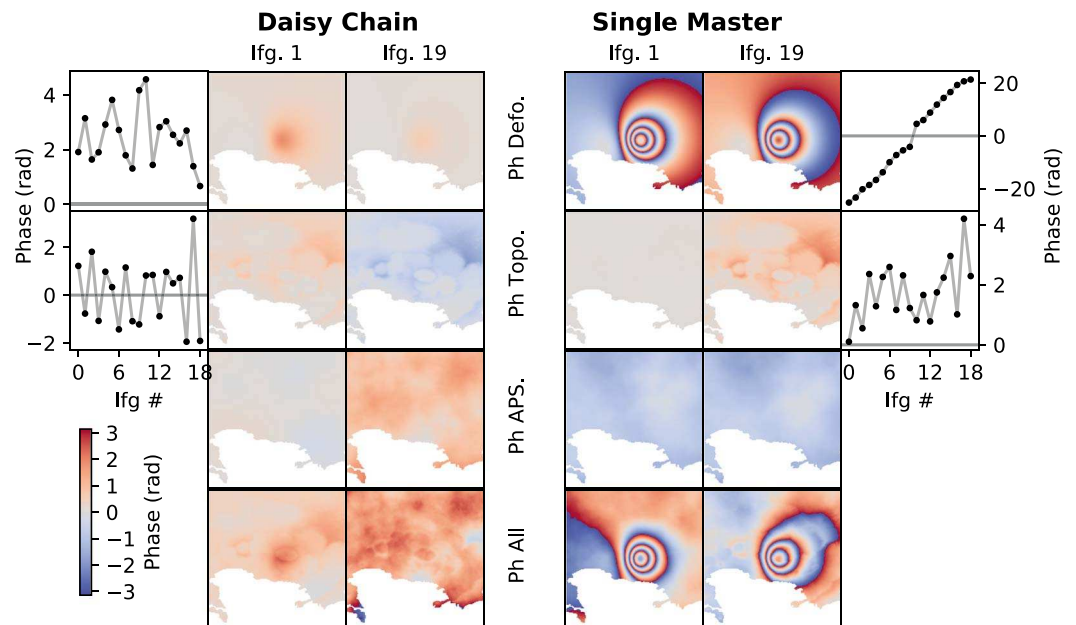 Daisy Chain
Single Master
Ifg. 1
Ifg. 19
Ifg. 1
Ifg. 19
4
2
0
Phase (rad)
2
0
−2
0
6
12
18
Ifg #
Ph Defo.
Ph Topo.
Ph APS.
Ph All
20
0
−20
Phase (rad)
4
2
0
0
6
12
18
Ifg #
3
2
1
0
−1
−2
−3
Phase (rad)